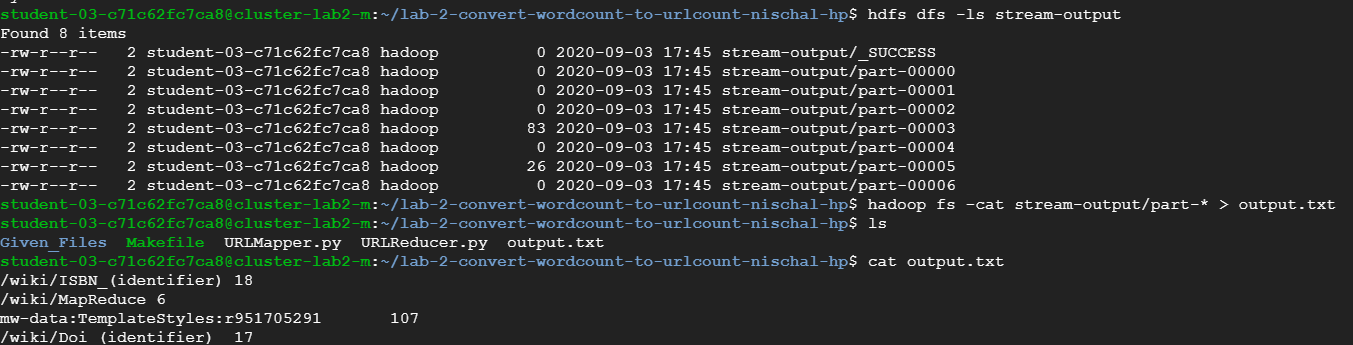 student-03-c71c62fc7ca8@cluster-lab2-m:~/lab-2-convert-wordcount-to-urlcount-nischal-hp$ hdfs dfs -ls stream-output
Found 8 items
-rw-r--r--   2 student-03-c71c62fc7ca8 hadoop          0 2020-09-03 17:45 stream-output/_SUCCESS
-rw-r--r--   2 student-03-c71c62fc7ca8 hadoop          0 2020-09-03 17:45 stream-output/part-00000
-rw-r--r--   2 student-03-c71c62fc7ca8 hadoop          0 2020-09-03 17:45 stream-output/part-00001
-rw-r--r--   2 student-03-c71c62fc7ca8 hadoop          0 2020-09-03 17:45 stream-output/part-00002
-rw-r--r--   2 student-03-c71c62fc7ca8 hadoop         83 2020-09-03 17:45 stream-output/part-00003
-rw-r--r--   2 student-03-c71c62fc7ca8 hadoop          0 2020-09-03 17:45 stream-output/part-00004
-rw-r--r--   2 student-03-c71c62fc7ca8 hadoop         26 2020-09-03 17:45 stream-output/part-00005
-rw-r--r--   2 student-03-c71c62fc7ca8 hadoop          0 2020-09-03 17:45 stream-output/part-00006
student-03-c71c62fc7ca8@cluster-lab2-m:~/lab-2-convert-wordcount-to-urlcount-nischal-hp$ hadoop fs -cat stream-output/part-* > output.txt
student-03-c71c62fc7ca8@cluster-lab2-m:~/lab-2-convert-wordcount-to-urlcount-nischal-hp$ ls
Given_Files  Makefile  URLMapper.py  URLReducer.py  output.txt
student-03-c71c62fc7ca8@cluster-lab2-m:~/lab-2-convert-wordcount-to-urlcount-nischal-hp$ cat output.txt
/wiki/ISBN_(identifier) 18
/wiki/MapReduce 6
mw-data:TemplateStyles:r951705291       107
/wiki/Doi_(identifier)  17